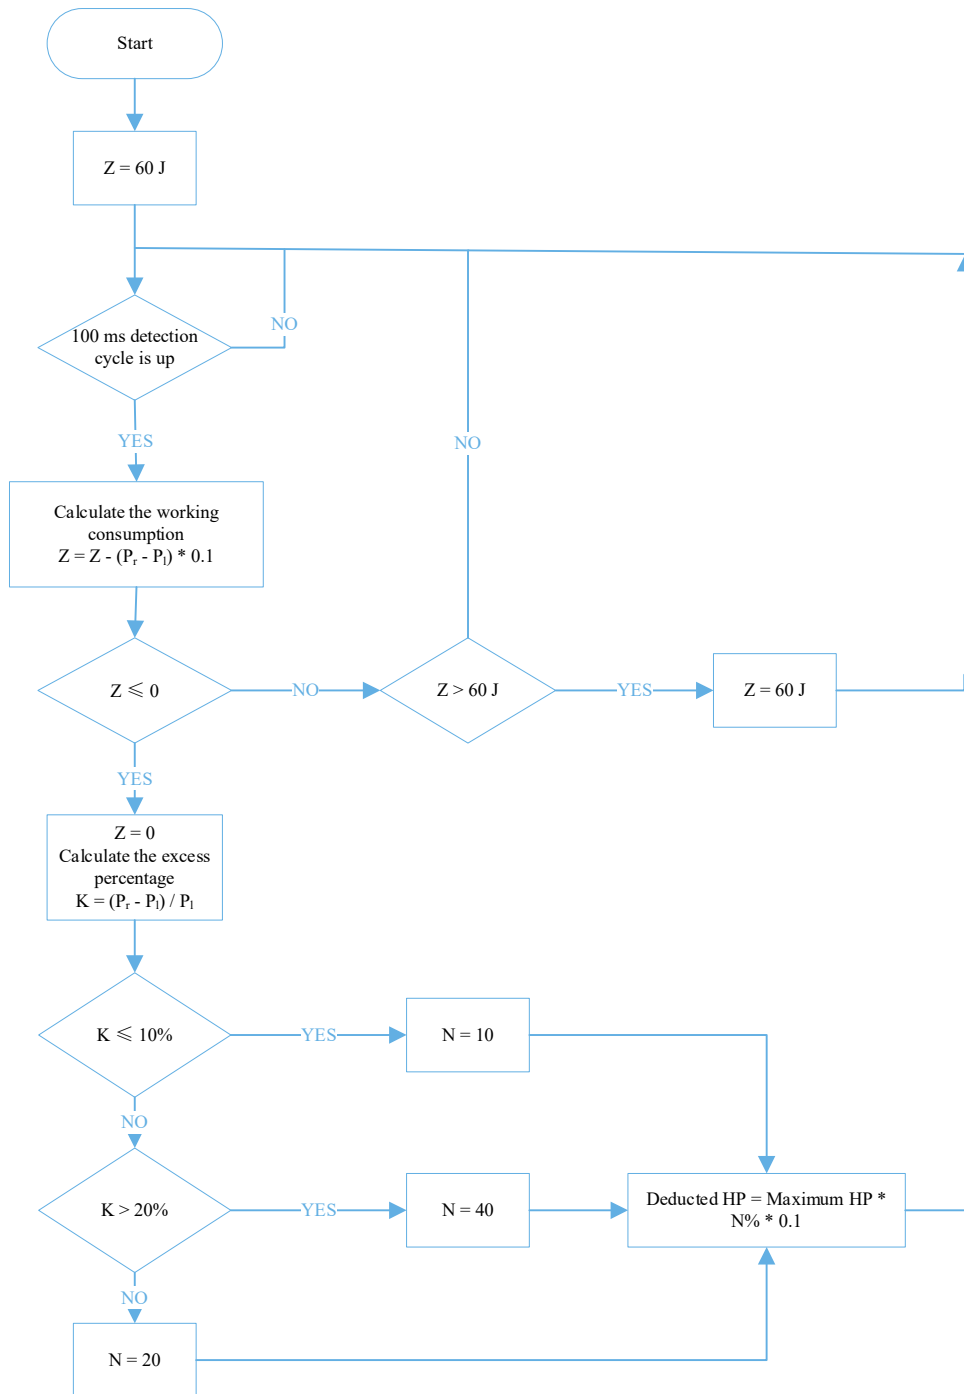 Start
Z = 60 J
100 ms detection
cycle is up
NO
YES
NO
Calculate the working
consumption
Z = Z - (Pᵣ - Pₗ) * 0.1
Z ⩽ 0
NO
Z > 60 J
YES
Z = 60 J
YES
Z = 0
Calculate the excess
percentage
K = (Pᵣ - Pₗ) / Pₗ
K ⩽ 10%
YES
N = 10
NO
K > 20%
YES
N = 40
Deducted HP = Maximum HP *
N% * 0.1
NO
N = 20